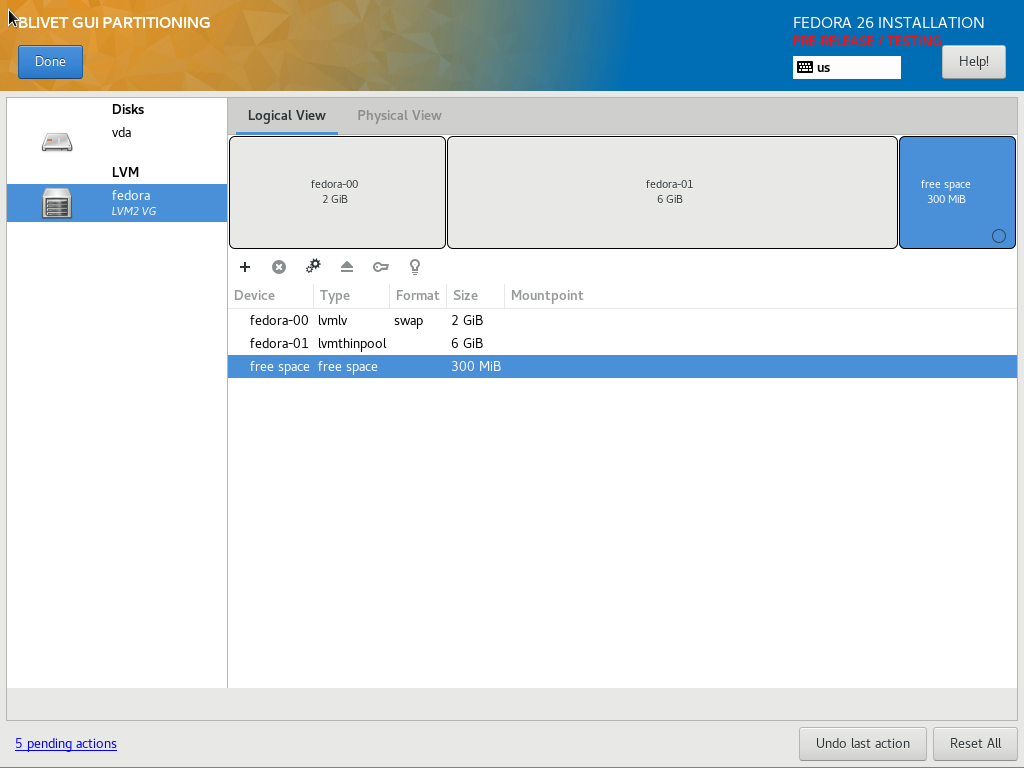 BLIVET GUI PARTITIONING
FEDORA 26 INSTALLATION
PRE-RELEASE / TESTING
Done
us
Help!
Disks
vda
LVM
fedora
LVM2 VG
Logical View
Physical View
fedora-00
2 GiB
fedora-01
6 GiB
free space
300 MiB
Device Type Format Size Mountpoint
fedora-00 lvmlv swap 2 GiB
fedora-01 lvmthinpool 6 GiB
free space free space 300 MiB
5 pending actions
Undo last action
Reset All